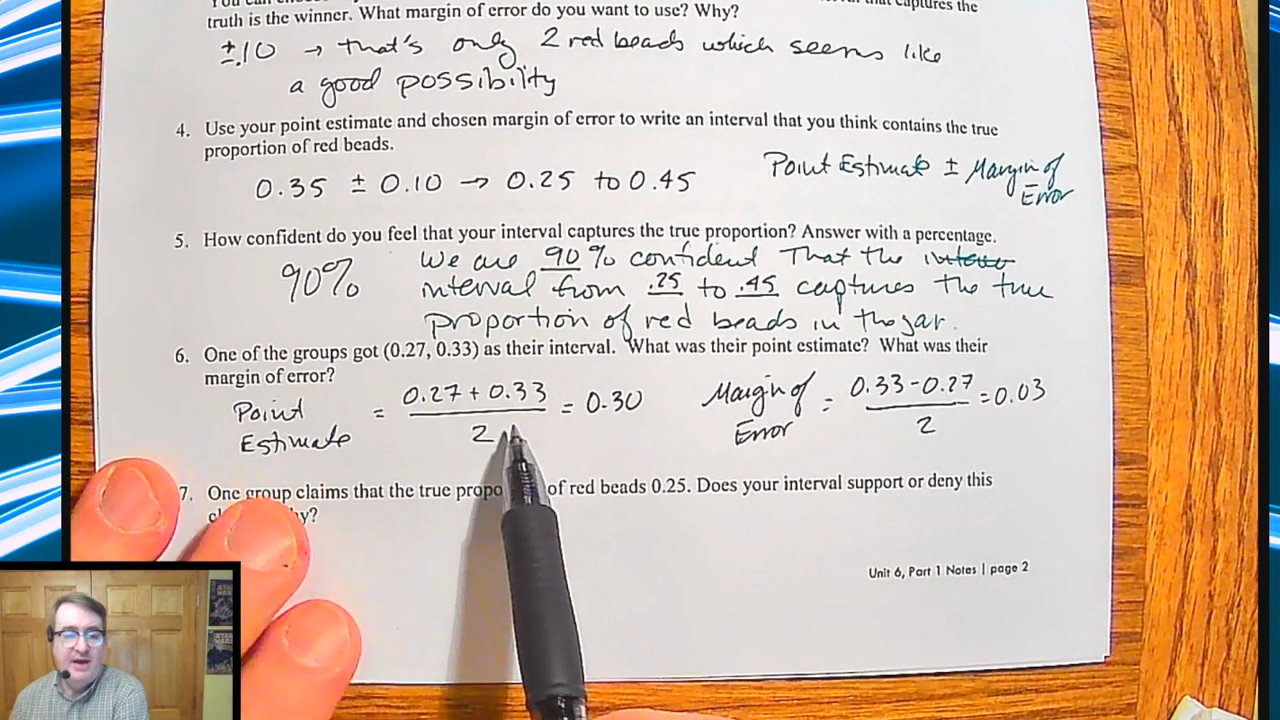 captures the
truth is the winner. What margin of error do you want to use? Why?
±.10 → that's only 2 red beads which seems like
a good possibility
4. Use your point estimate and chosen margin of error to write an interval that you think contains the true
proportion of red beads.
0.35 ± 0.10 → 0.25 to 0.45
Point Estimate ± Margin of
Error
5. How confident do you feel that your interval captures the true proportion? Answer with a percentage.
90%
We are 90% confident That the
interval from .25 to .45 captures the true
proportion of red beads in the jar.
6. One of the groups got (0.27, 0.33) as their interval. What was their point estimate? What was their
margin of error?
Point
Estimate
=
0.27 + 0.33
2
= 0.30
Margin of
Error
=
0.33 - 0.27
2
= 0.03
7. One group claims that the true propo of red beads 0.25. Does your interval support or deny this
hy?
Unit 6, Part 1 Notes | page 2